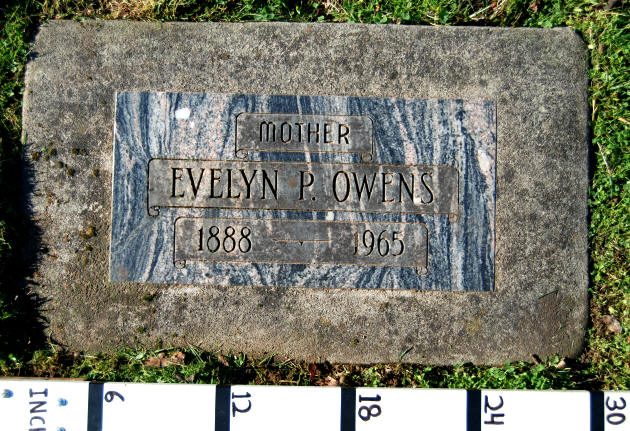 MOTHER
EVELYN P. OWENS
1888 — 1965
INCH 6 12 18 24 30